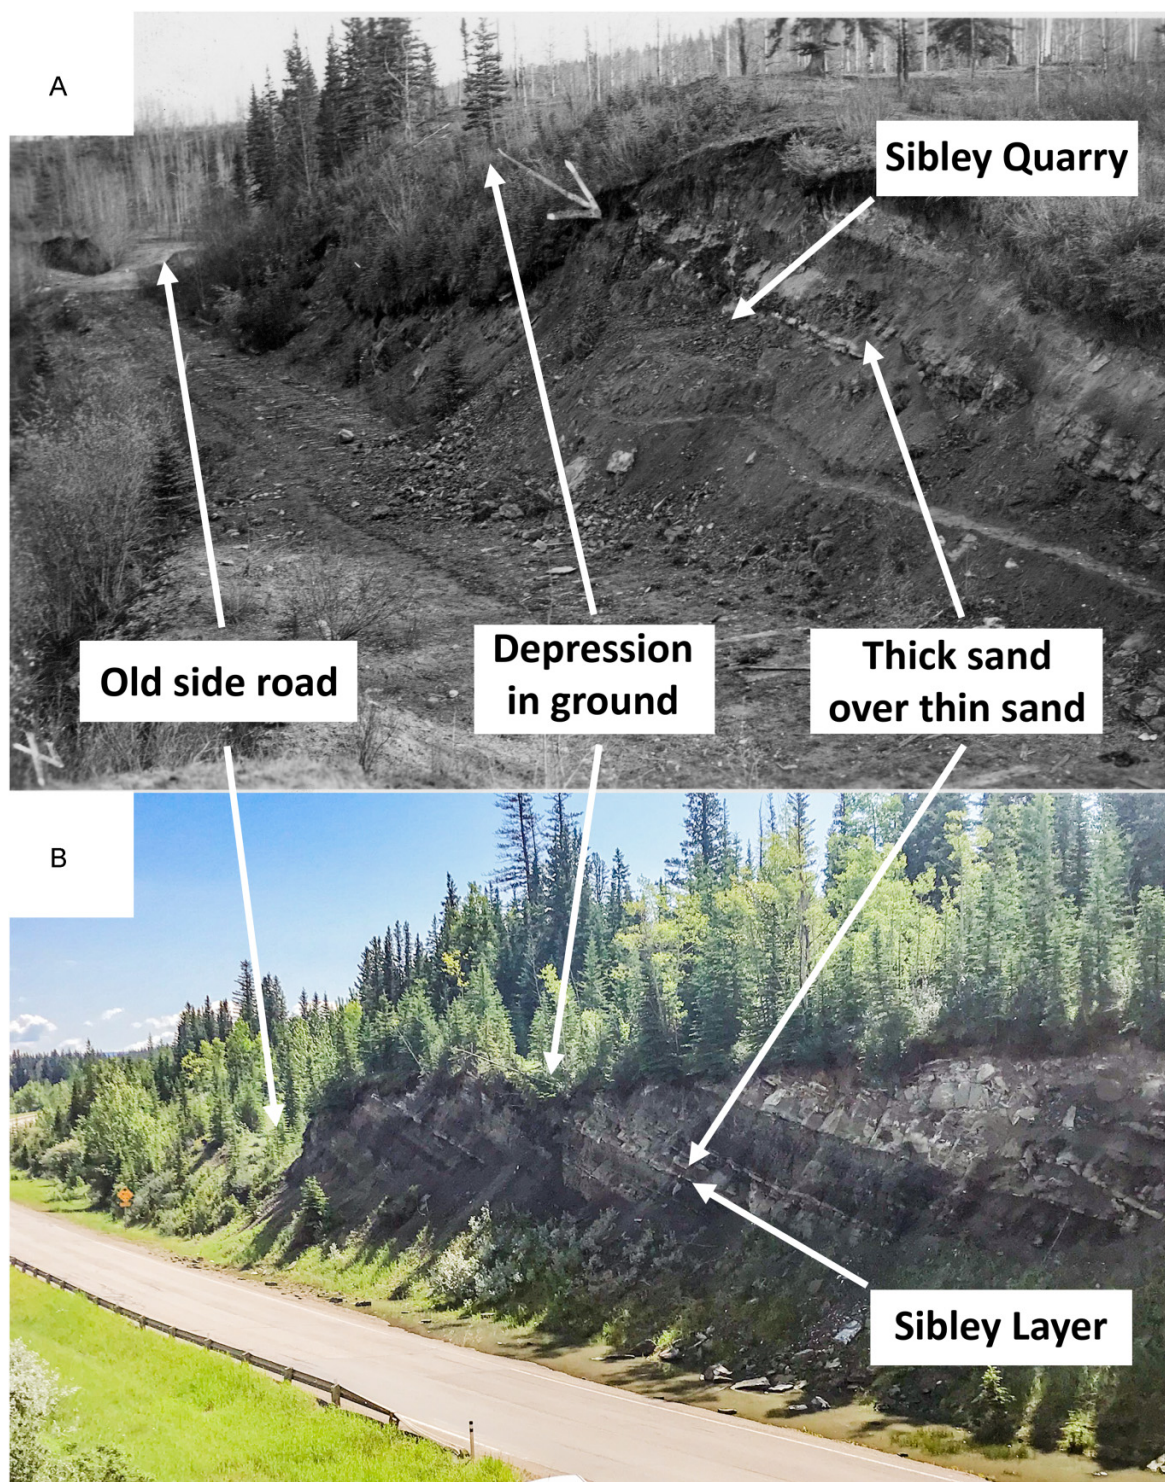 A
Sibley Quarry
Old side road
Depression
in ground
Thick sand
over thin sand
B
Sibley Layer